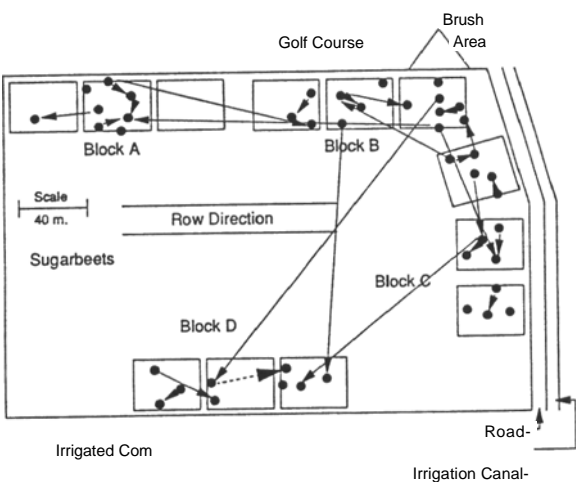 Brush
Golf Course
Area
Block A
Block B
Scale
40 m.
Row Direction
Sugarbeets
Block C
Block D
Road-
Irrigated Com
Irrigation Canal-